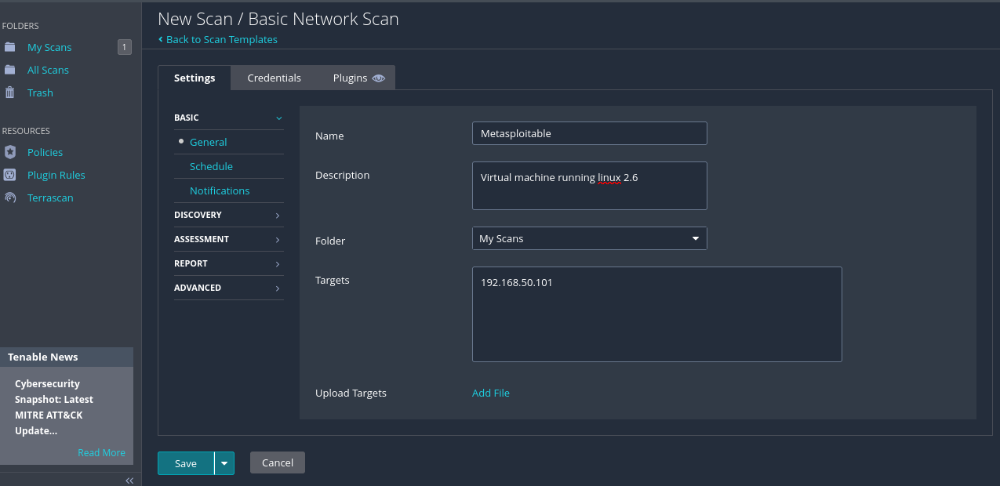 New Scan / Basic Network Scan
Back to Scan Templates
FOLDERS
My Scans 1
All Scans
Trash
RESOURCES
Policies
Plugin Rules
Terrascan
Tenable News
Cybersecurity
Snapshot: Latest
MITRE ATT&CK
Update...
Read More
Settings Credentials Plugins
BASIC
General
Schedule
Notifications
DISCOVERY
ASSESSMENT
REPORT
ADVANCED
Name Metasploitable
Description Virtual machine running linux 2.6
Folder My Scans
Targets 192.168.50.101
Upload Targets Add File
Save Cancel